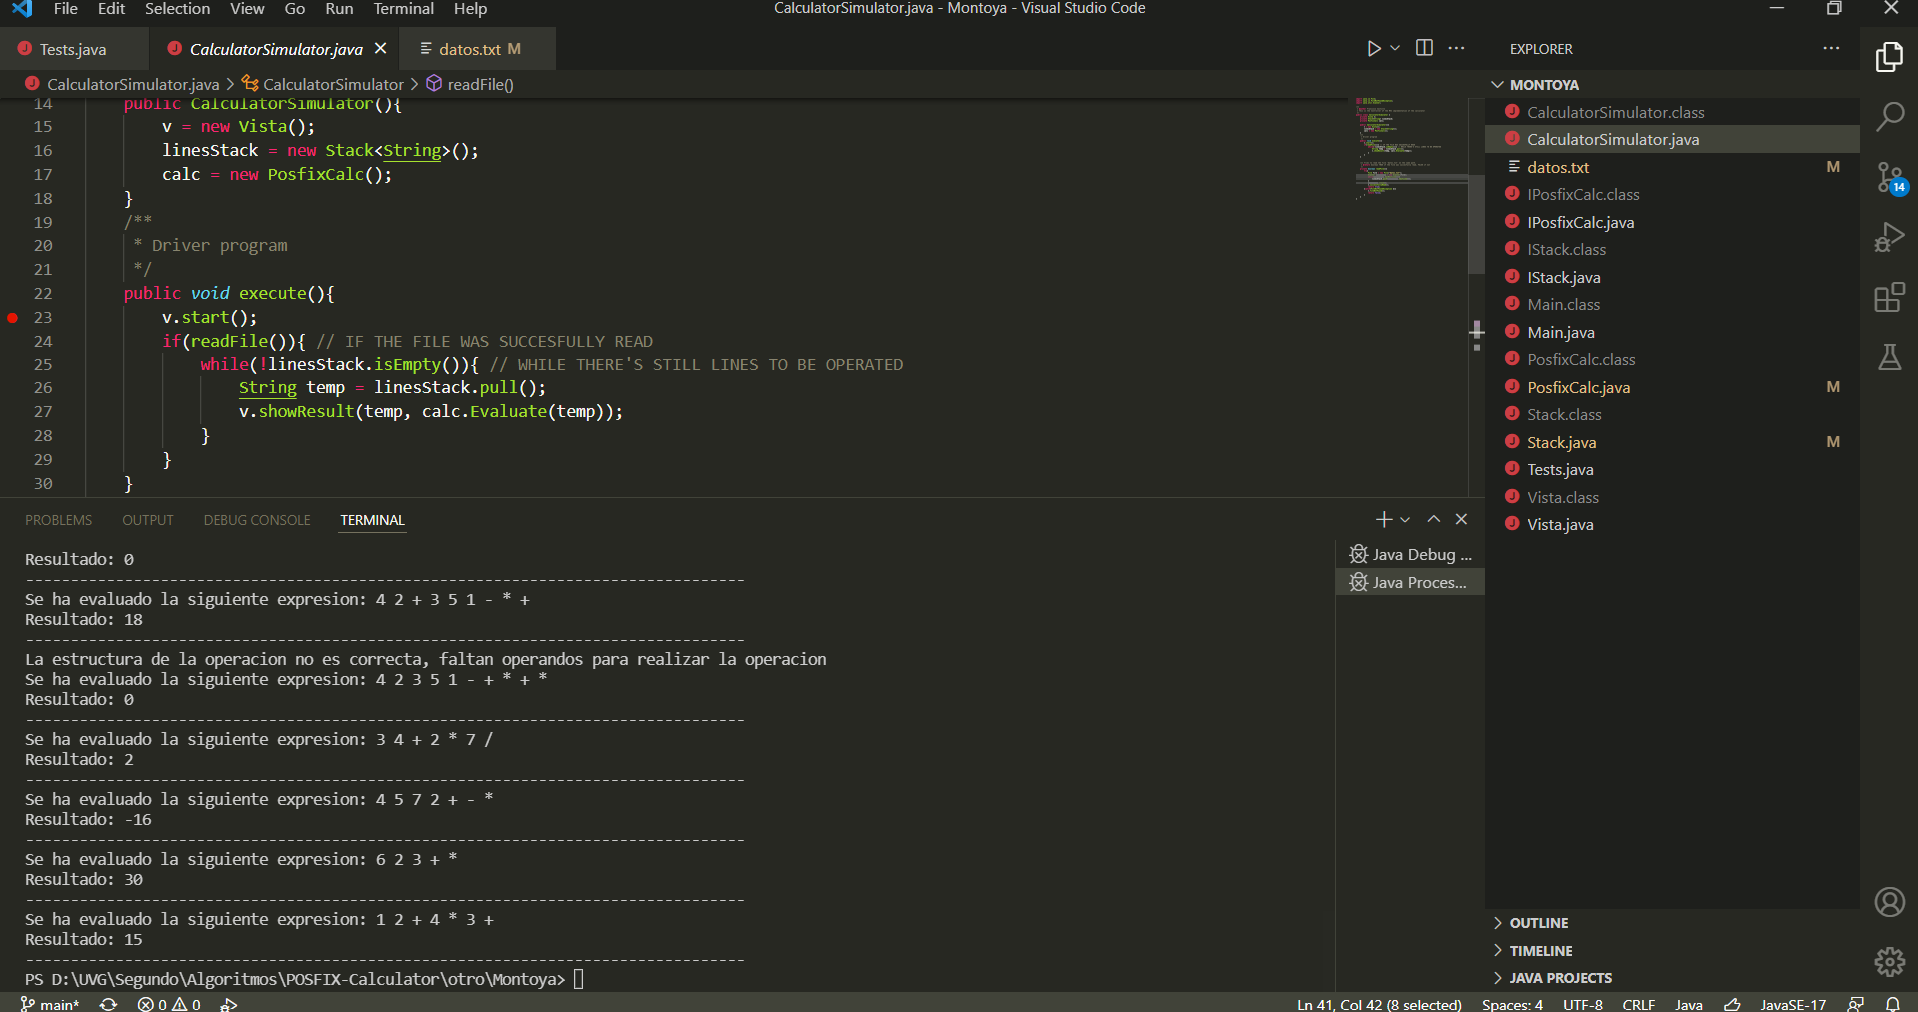 File Edit Selection View Go Run Terminal Help
CalculatorSimulator.java - Montoya - Visual Studio Code
Tests.java
CalculatorSimulator.java
datos.txt M
CalculatorSimulator.java > CalculatorSimulator > readFile()
14 public CalculatorSimulator(){
15 v = new Vista();
16 linesStack = new Stack<String>();
17 calc = new PosfixCalc();
18 }
19 /**
20 * Driver program
21 */
22 public void execute(){
23 v.start();
24 if(readFile()){ // IF THE FILE WAS SUCCESFULLY READ
25 while(!linesStack.isEmpty()){ // WHILE THERE'S STILL LINES TO BE OPERATED
26 String temp = linesStack.pull();
27 v.showResult(temp, calc.Evaluate(temp));
28 }
29 }
30 }
PROBLEMS OUTPUT DEBUG CONSOLE TERMINAL
Resultado: 0
--------------------------------------------------------------------------------
Se ha evaluado la siguiente expresion: 4 2 + 3 5 1 - * +
Resultado: 18
--------------------------------------------------------------------------------
La estructura de la operacion no es correcta, faltan operandos para realizar la operacion
Se ha evaluado la siguiente expresion: 4 2 3 5 1 - + * + *
Resultado: 0
--------------------------------------------------------------------------------
Se ha evaluado la siguiente expresion: 3 4 + 2 * 7 /
Resultado: 2
--------------------------------------------------------------------------------
Se ha evaluado la siguiente expresion: 4 5 7 2 + - *
Resultado: -16
--------------------------------------------------------------------------------
Se ha evaluado la siguiente expresion: 6 2 3 + *
Resultado: 30
--------------------------------------------------------------------------------
Se ha evaluado la siguiente expresion: 1 2 + 4 * 3 +
Resultado: 15
--------------------------------------------------------------------------------
PS D:\UVG\Segundo\Algoritmos\POSFIX-Calculator\otro\Montoya>
Java Debug ...
Java Proces...
EXPLORER
MONTOYA
CalculatorSimulator.class
CalculatorSimulator.java
datos.txt M
IPosfixCalc.class
IPosfixCalc.java
IStack.class
IStack.java
Main.class
Main.java
PosfixCalc.class
PosfixCalc.java M
Stack.class
Stack.java M
Tests.java
Vista.class
Vista.java
OUTLINE
TIMELINE
JAVA PROJECTS
14
main* 0 0
Ln 41, Col 42 (8 selected) Spaces: 4 UTF-8 CRLF Java JavaSE-17